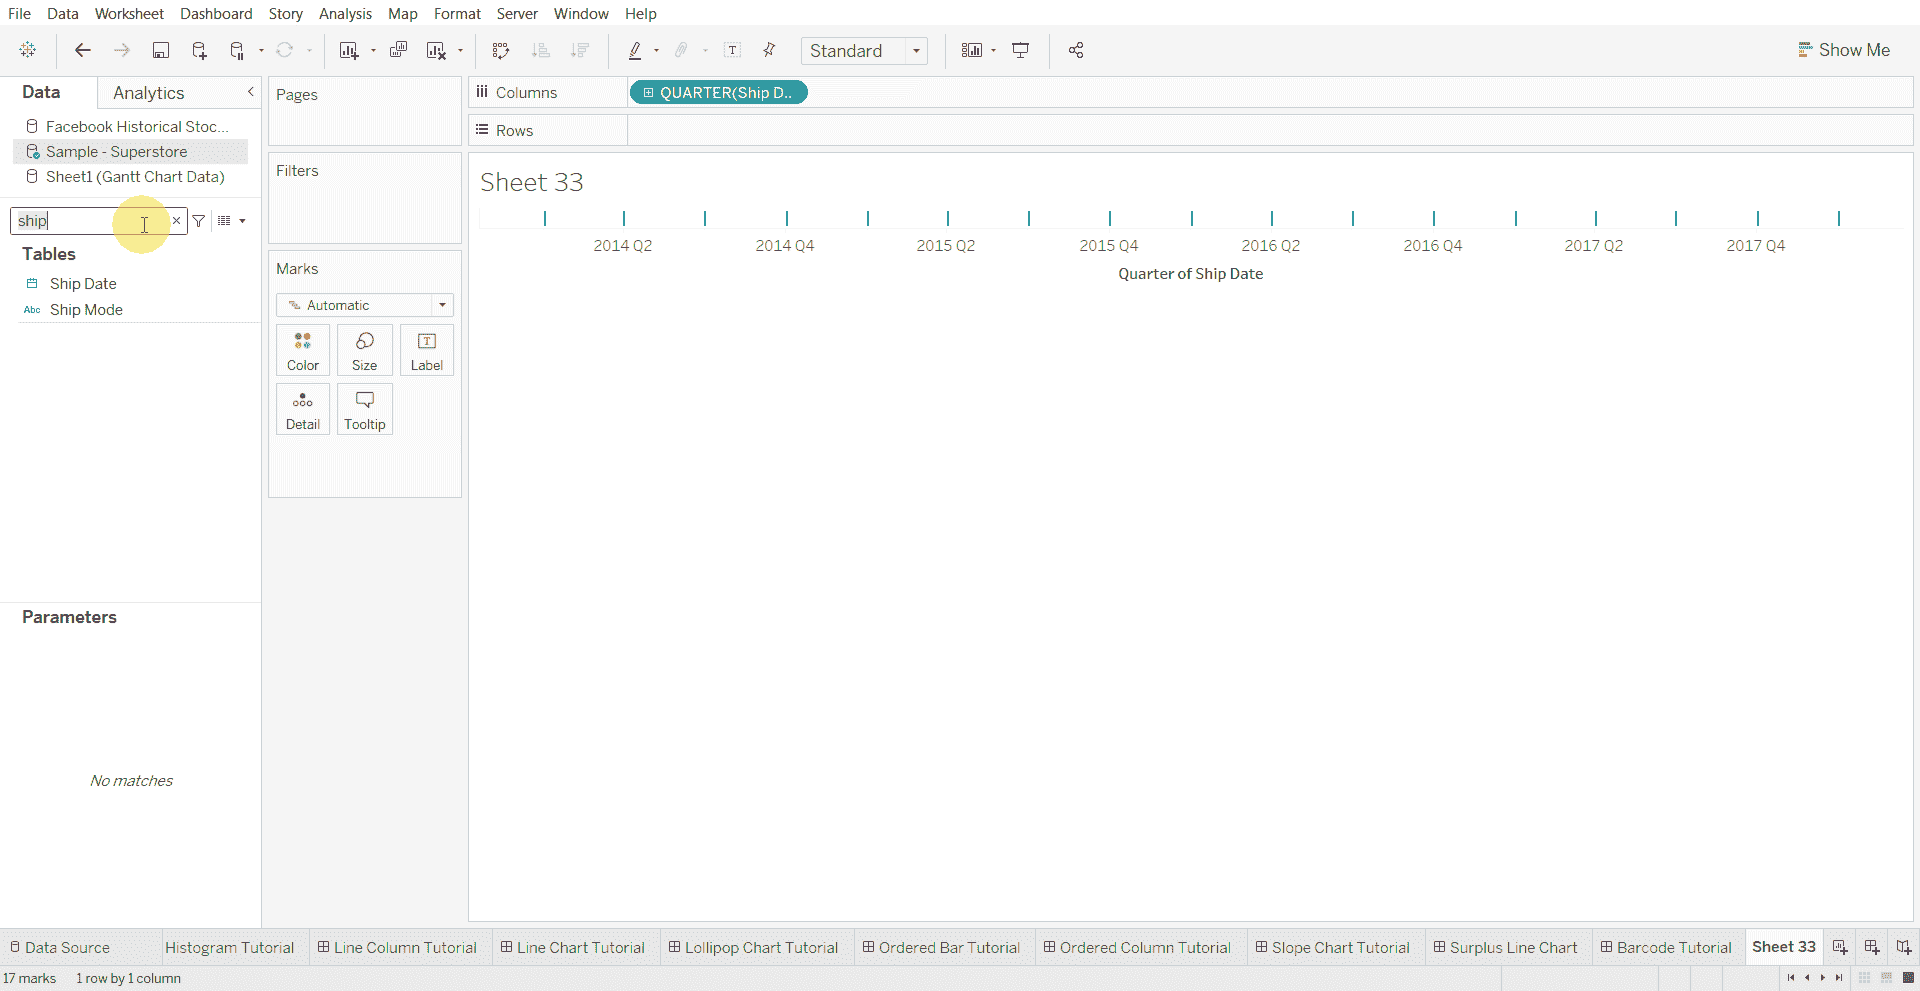 File Data Worksheet Dashboard Story Analysis Map Format Server Window Help
Standard
Show Me
Data
Analytics
Facebook Historical Stoc...
Sample - Superstore
Sheet1 (Gantt Chart Data)
ship
Tables
Ship Date
Abc Ship Mode
Parameters
No matches
Pages
Filters
Marks
Automatic
Color
Size
T
Label
Detail
Tooltip
Columns
QUARTER(Ship D..
Rows
Sheet 33
2014 Q2 2014 Q4 2015 Q2 2015 Q4 2016 Q2 2016 Q4 2017 Q2 2017 Q4
Quarter of Ship Date
Data Source Histogram Tutorial Line Column Tutorial Line Chart Tutorial Lollipop Chart Tutorial Ordered Bar Tutorial Ordered Column Tutorial Slope Chart Tutorial Surplus Line Chart Barcode Tutorial Sheet 33
17 marks 1 row by 1 column